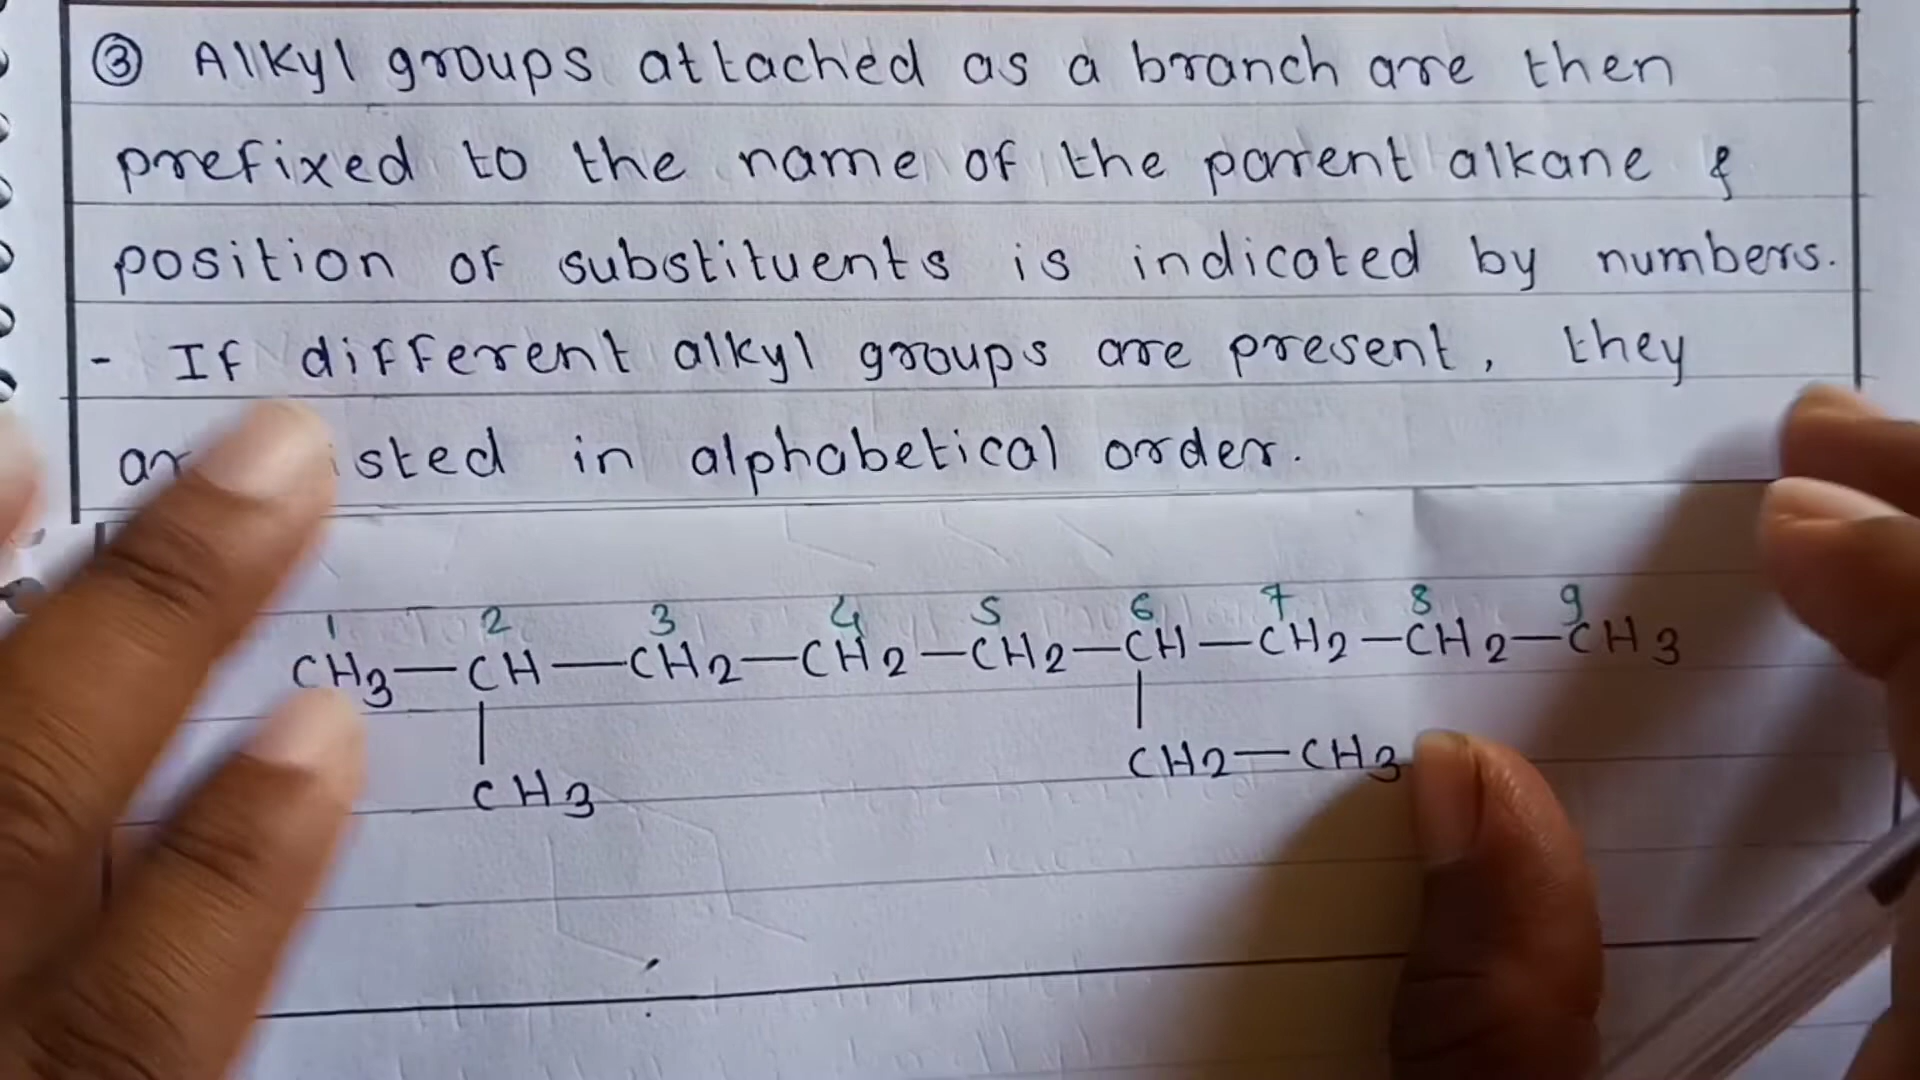 ③ Alkyl groups attached as a branch are then
prefixed to the name of the parent alkane &
position of substituents is indicated by numbers.
- If different alkyl groups are present, they
in alphabetical order.
1 2 3 4 5 6 7 8 9
CH3—CH—CH2—CH2—CH2—CH—CH2—CH2—CH3
| |
CH3 CH2—CH3